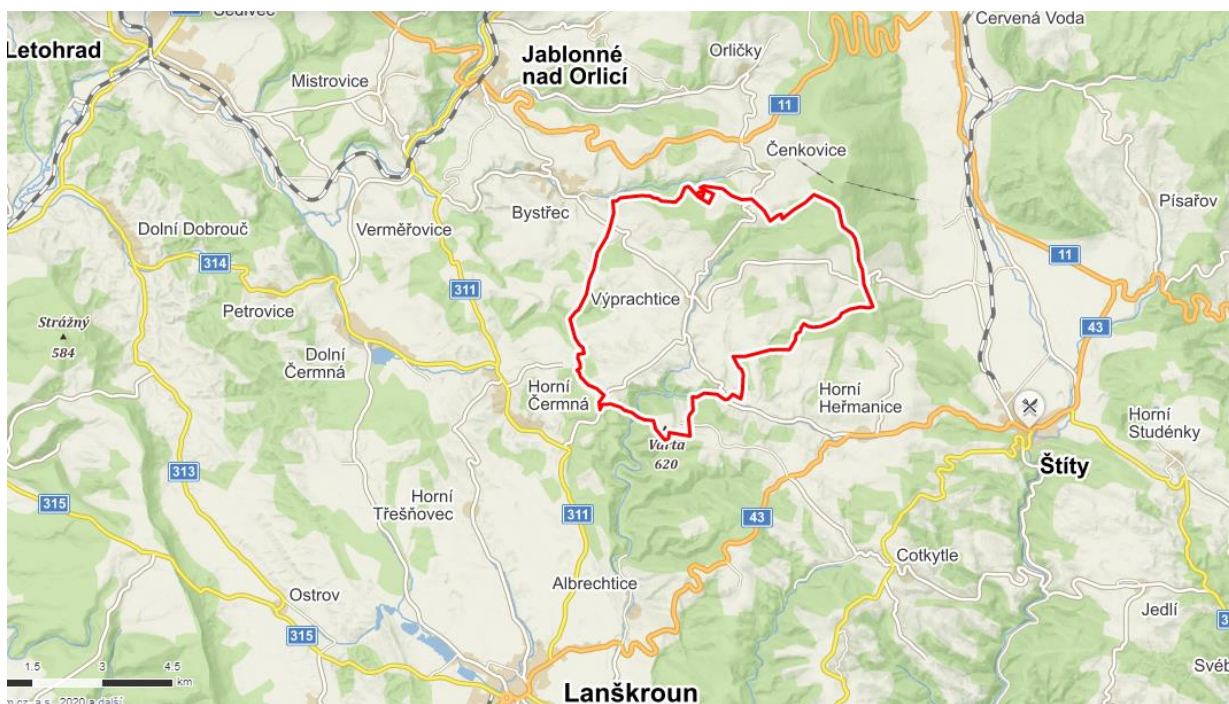 Sedivec
Letohrad
Mistrovice
Jablonné
nad Orlicí
Orličky
Červená Voda
11
Čenkovice
Písařov
Bystřec
Dolní Dobrouč
Verměřovice
314
311
11
Petrovice
Výprachtice
43
Strážný
584
Dolní
Čermná
Horní
Čermná
Horní
Heřmanice
Horní
Studénky
Varta
620
Štíty
313
315
Horní
Třešňovec
311
43
Cotkytle
Albrechtice
Ostrov
315
Jedlí
1.5
3
4.5
km
Lanškroun
m.cz, a.s., 2020 a další